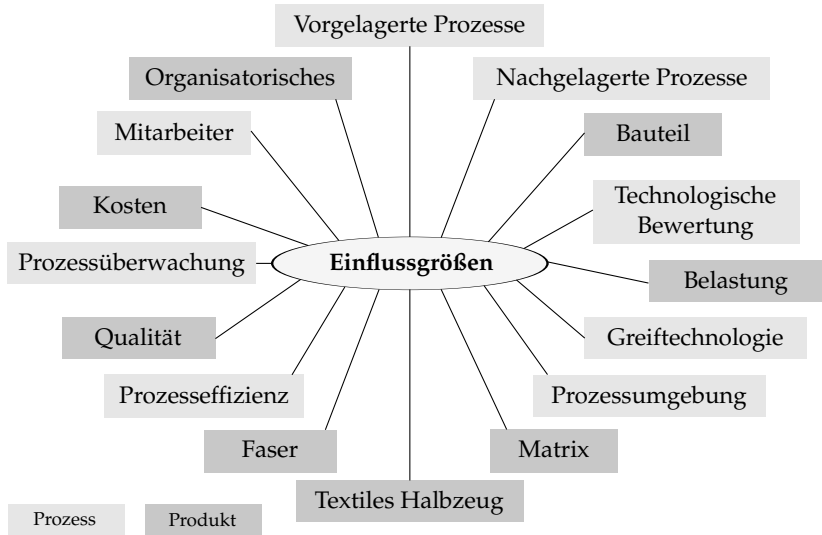 Vorgelagerte Prozesse
Organisatorisches
Nachgelagerte Prozesse
Mitarbeiter
Bauteil
Kosten
Technologische
Bewertung
Prozessüberwachung
Einflussgrößen
Belastung
Qualität
Greiftechnologie
Prozesseffizienz
Prozessumgebung
Faser
Matrix
Textiles Halbzeug
Prozess
Produkt